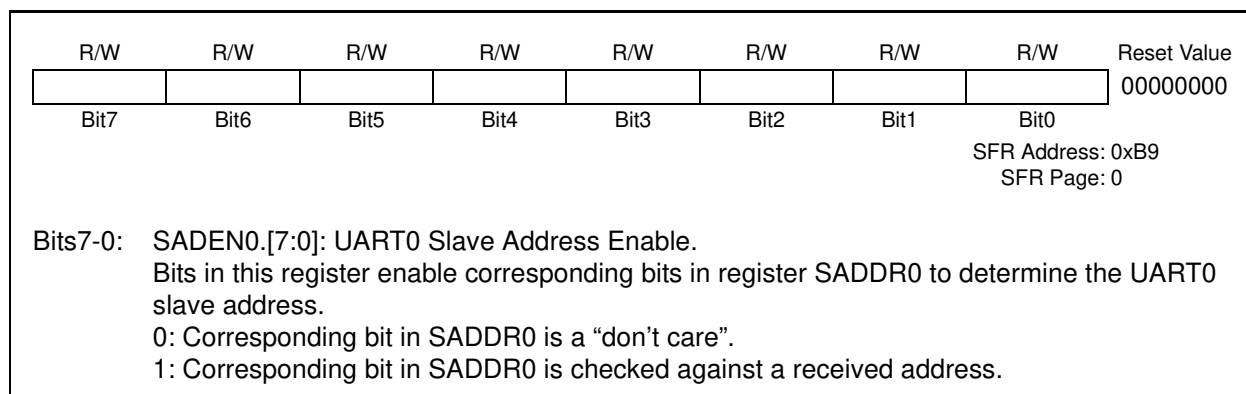 R/W R/W R/W R/W R/W R/W R/W R/W Reset Value
00000000
Bit7 Bit6 Bit5 Bit4 Bit3 Bit2 Bit1 Bit0
SFR Address: 0xB9
SFR Page: 0
Bits7-0: SADEN0.[7:0]: UART0 Slave Address Enable.
Bits in this register enable corresponding bits in register SADDR0 to determine the UART0
slave address.
0: Corresponding bit in SADDR0 is a “don’t care”.
1: Corresponding bit in SADDR0 is checked against a received address.